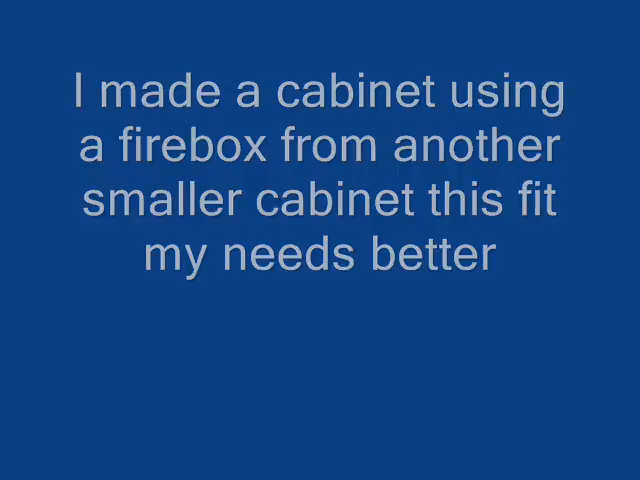 I made a cabinet using
a firebox from another
smaller cabinet this fit
my needs better